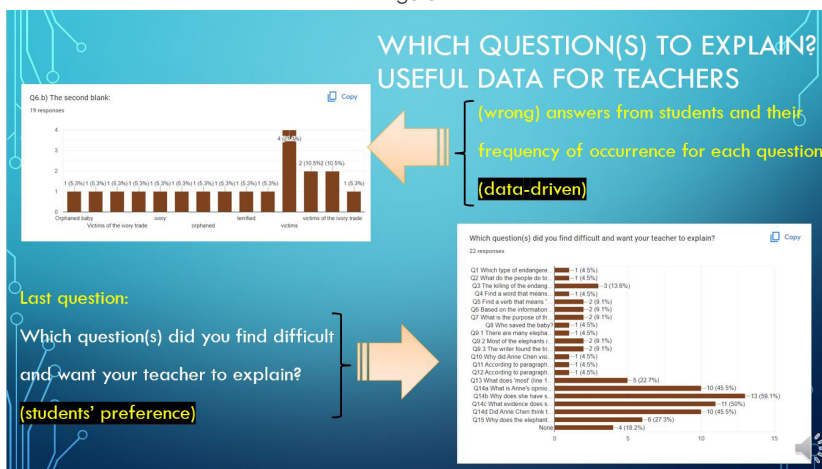 WHICH QUESTION(S) TO EXPLAIN?
USEFUL DATA FOR TEACHERS
Q6.b) The second blank:
Copy
19 responses
4
3
2
1
0
1 (5.3%) 1 (5.3%) 1 (5.3%) 1 (5.3%) 1 (5.3%) 1 (5.3%) 1 (5.3%) 1 (5.3%) 1 (5.3%)
2 (10.5%) 2 (10.5%)
1 (5.3%)
Orphaned baby
ivory
terrified
victims of the ivory trade
Victims of the ivory trade
orphaned
victims
(wrong) answers from students and their
frequency of occurrence for each question
(data-driven)
Last question:
Which question(s) did you find difficult
and want your teacher to explain?
(students' preference)
Which question(s) did you find difficult and want your teacher to explain?
Copy
22 responses
Q1 Which type of endangere... 1 (4.5%)
Q2 What do the people do to... 1 (4.5%)
Q3 The killing of the endang... 3 (13.6%)
Q4 Find a word that means... 1 (4.5%)
Q5 Find a verb that means "... 2 (9.1%)
Q6 Based on the information... 2 (9.1%)
Q7 What is the purpose of th... 2 (9.1%)
Q8 Who saved the baby? 1 (4.5%)
Q9.1 There are many elepha... 1 (4.5%)
Q9.2 Most of the elephants i... 2 (9.1%)
Q9.3 The writer found the tri... 2 (9.1%)
Q10 Why did Anne Chen visi... 1 (4.5%)
Q11 According to paragraph... 1 (4.5%)
Q12 According to paragraph... 1 (4.5%)
Q13 What does 'most' (line 1... 5 (22.7%)
Q14a What is Anne's opinio... 10 (45.5%)
Q14b Why does she have s... 13 (59.1%)
Q14c What evidence does s... 11 (50%)
Q14d Did Anne Chen think t... 10 (45.5%)
Q15 Why does the elephant... 6 (27.3%)
None 4 (18.2%)
0 5 10 15